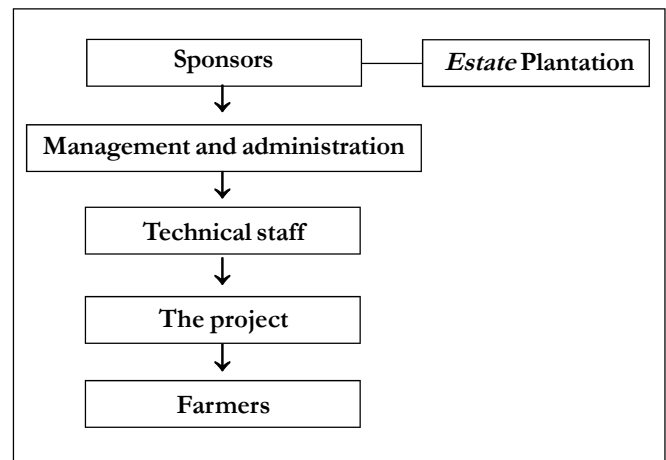 Sponsors
Estate Plantation
Management and administration
Technical staff
The project
Farmers